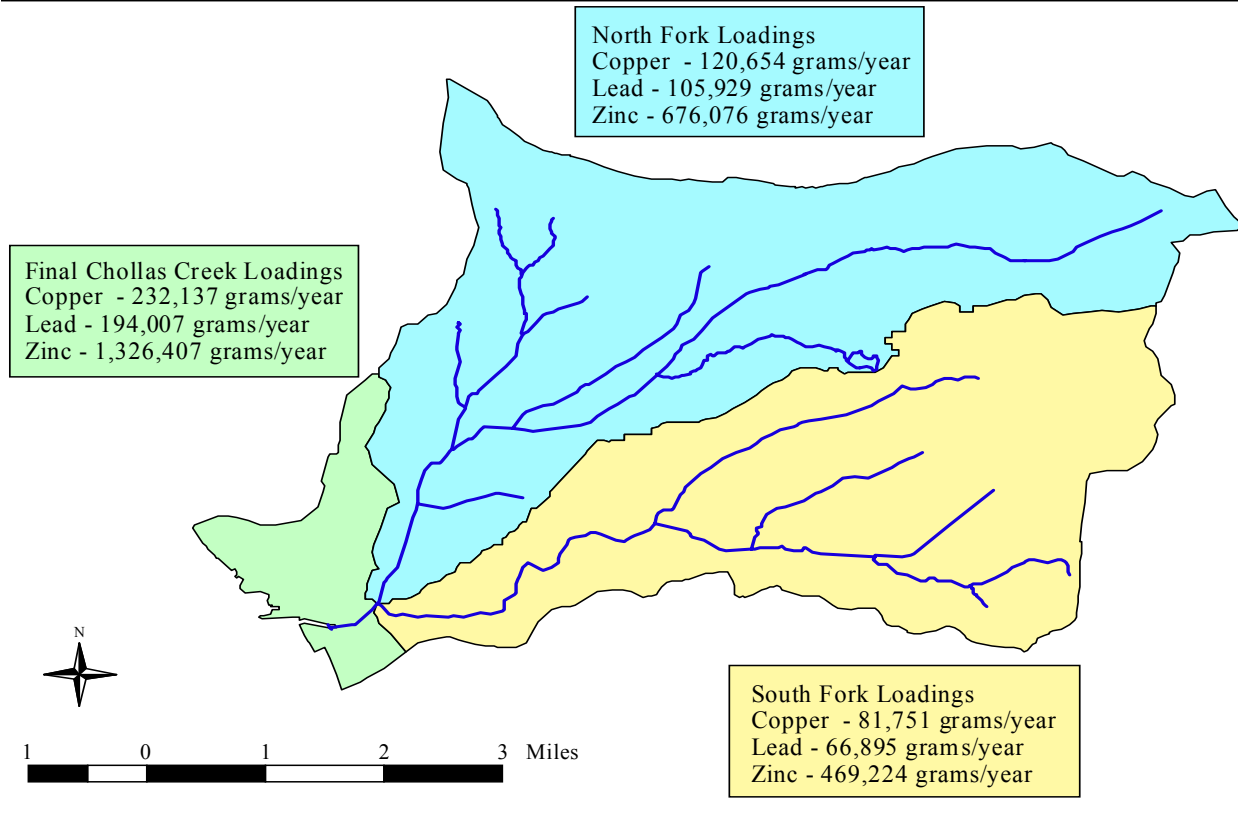 North Fork Loadings
Copper - 120,654 grams/year
Lead - 105,929 grams/year
Zinc - 676,076 grams/year
Final Chollas Creek Loadings
Copper - 232,137 grams/year
Lead - 194,007 grams/year
Zinc - 1,326,407 grams/year
N
South Fork Loadings
Copper - 81,751 grams/year
Lead - 66,895 grams/year
Zinc - 469,224 grams/year
1 0 1 2 3 Miles